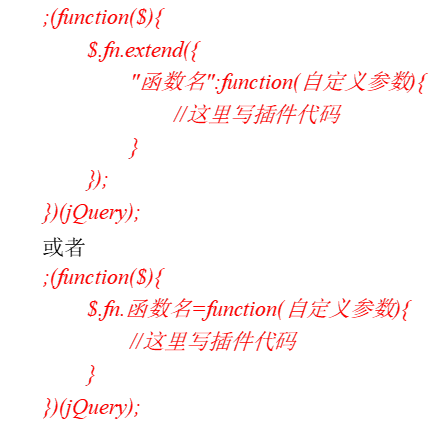 ;(function($){
$.fn.extend({
"函数名":function(自定义参数){
//这里写插件代码
}
});
})(jQuery);
或者
;(function($){
$.fn.函数名=function(自定义参数){
//这里写插件代码
}
})(jQuery);